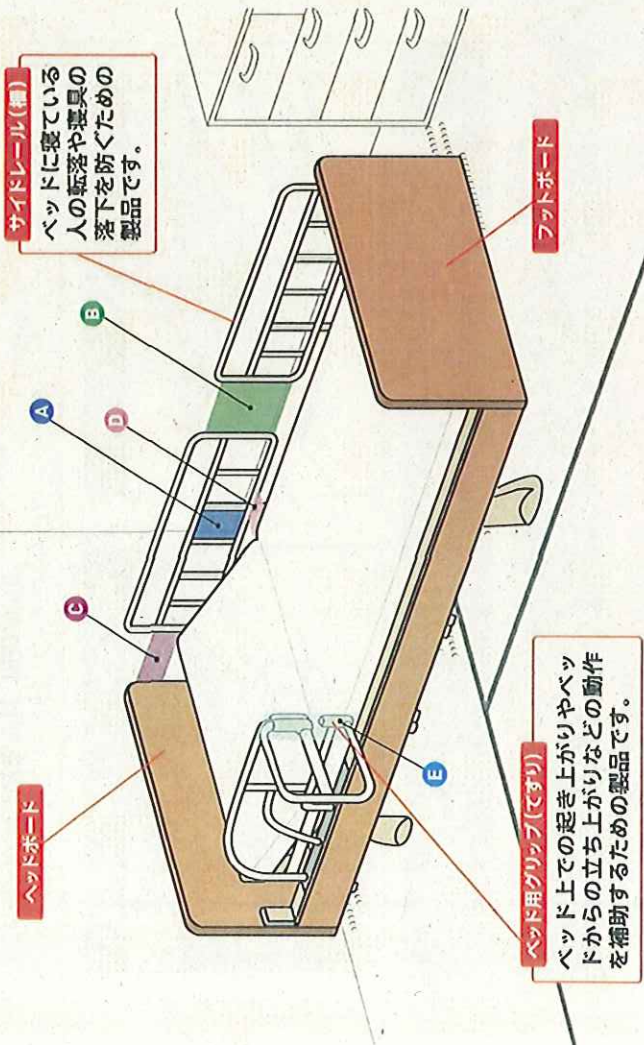 サイドレール(柵)
ベッドに寝ている
人の転落や寝具の
落下を防ぐための
製品です。
B
A
D
C
ヘッドボード
フットボード
E
ベッド用グリップ(てすり)
ベッド上での起き上がりやベッ
ドからの立ち上がりなどの動作
を補助するための製品です。